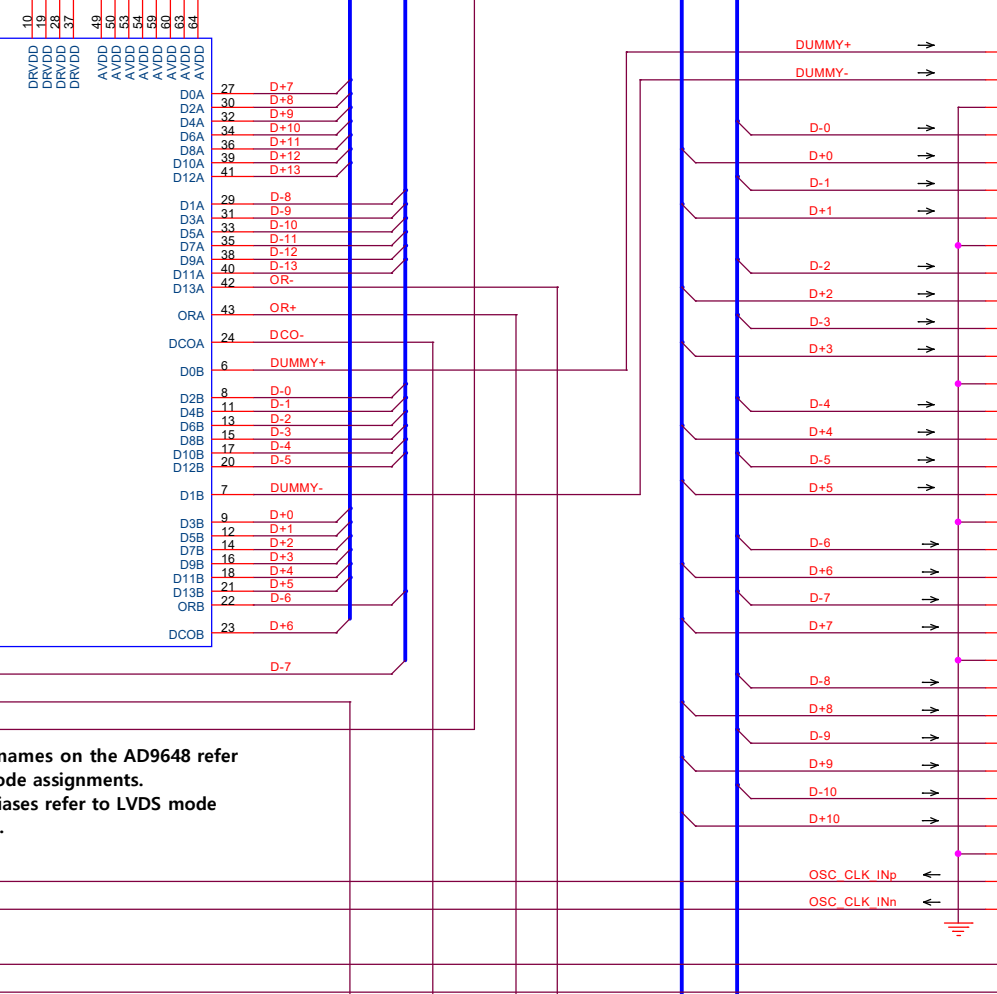 10 19 28 37 49 50 53 54 59 60 63 64
DRVDD DRVDD DRVDD DRVDD AVDD AVDD AVDD AVDD AVDD AVDD AVDD AVDD
D0A 27 D+7
D2A 30 D+8
D4A 32 D+9
D6A 34 D+10
D8A 36 D+11
D10A 39 D+12
D12A 41 D+13
D1A 29 D-8
D3A 31 D-9
D5A 33 D-10
D7A 35 D-11
D9A 38 D-12
D11A 40 D-13
D13A 42 OR-
ORA 43 OR+
DCOA 24 DCO-
D0B 6 DUMMY+
D2B 8 D-0
D4B 11 D-1
D6B 13 D-2
D8B 15 D-3
D10B 17 D-4
D12B 20 D-5
D1B 7 DUMMY-
D3B 9 D+0
D5B 12 D+1
D7B 14 D+2
D9B 16 D+3
D11B 18 D+4
D13B 21 D+5
ORB 22 D-6
DCOB 23 D+6
D-7
names on the AD9648 refer
ode assignments.
iases refer to LVDS mode
.
DUMMY+
DUMMY-
D-0
D+0
D-1
D+1
D-2
D+2
D-3
D+3
D-4
D+4
D-5
D+5
D-6
D+6
D-7
D+7
D-8
D+8
D-9
D+9
D-10
D+10
OSC_CLK_INp
OSC_CLK_INn